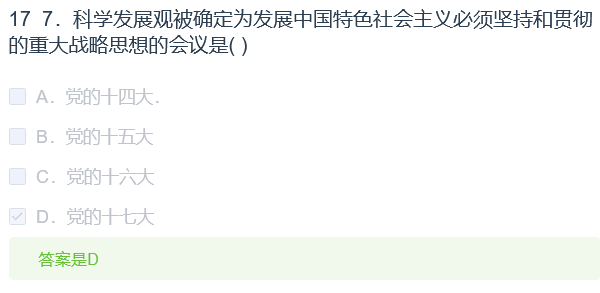 17 7．科学发展观被确定为发展中国特色社会主义必须坚持和贯彻
的重大战略思想的会议是( )
A．党的十四大.
B．党的十五大
C．党的十六大
D．党的十七大
答案是D